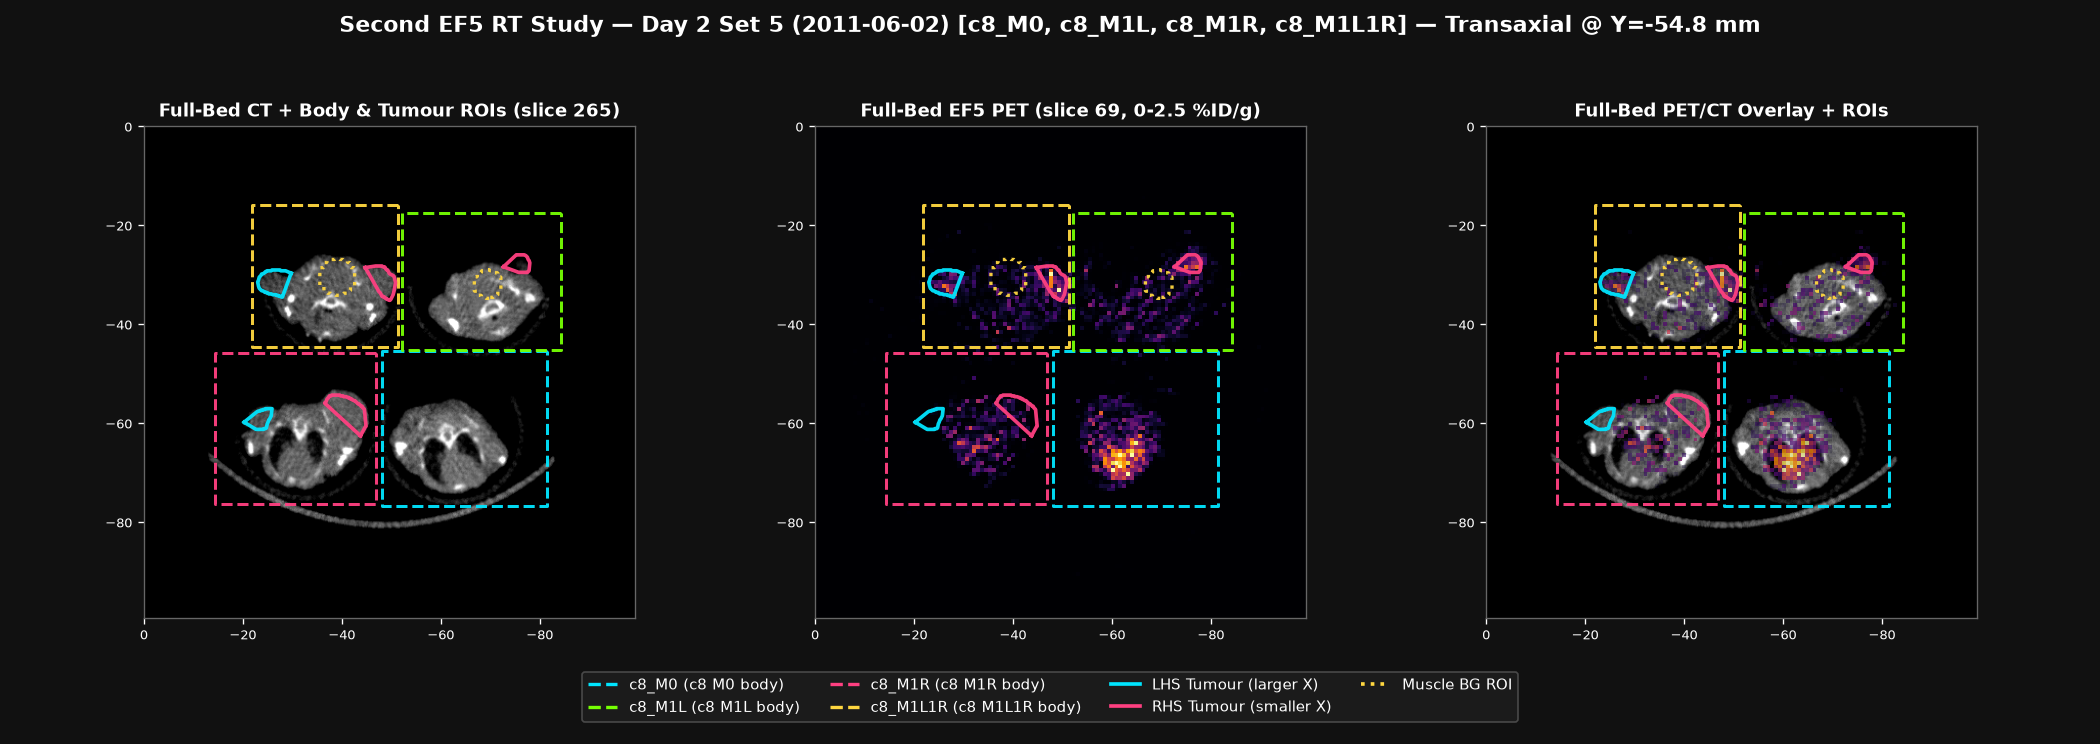 Second EF5 RT Study — Day 2 Set 5 (2011-06-02) [c8_M0, c8_M1L, c8_M1R, c8_M1L1R] — Transaxial @ Y=-54.8 mm
Full-Bed CT + Body & Tumour ROIs (slice 265)
0
−20
−40
−60
−80
0
−20
−40
−60
−80
Full-Bed EF5 PET (slice 69, 0-2.5 %ID/g)
0
−20
−40
−60
−80
0
−20
−40
−60
−80
Full-Bed PET/CT Overlay + ROIs
0
−20
−40
−60
−80
0
−20
−40
−60
−80
c8_M0 (c8 M0 body)
c8_M1L (c8 M1L body)
c8_M1R (c8 M1R body)
c8_M1L1R (c8 M1L1R body)
LHS Tumour (larger X)
RHS Tumour (smaller X)
Muscle BG ROI